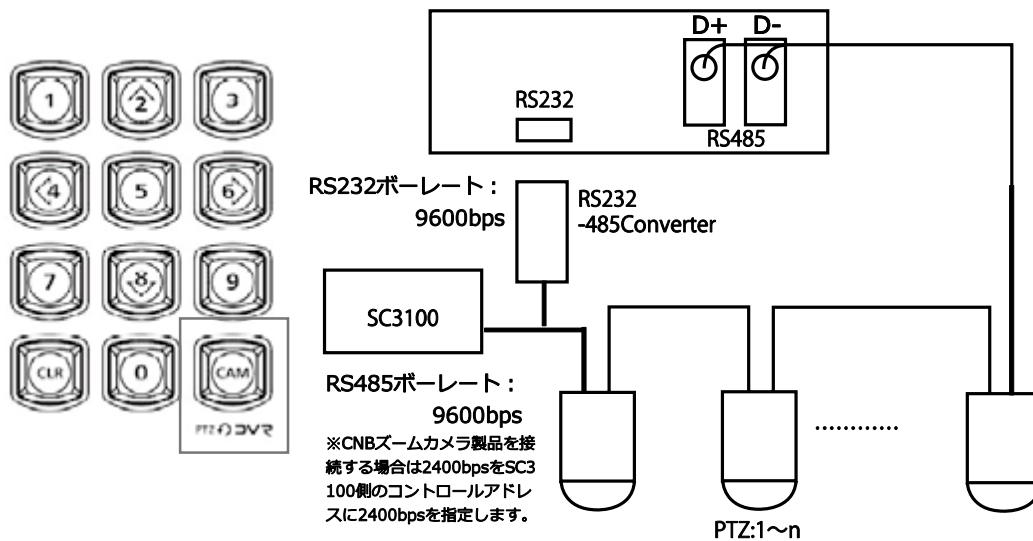 1
2
3
4
5
6
7
8
9
CLR
0
CAM
PTZ DVR
D+ D-
RS232
RS485
RS232ボーレート：
9600bps
RS232
-485Converter
SC3100
RS485ボーレート：
9600bps
※CNBズームカメラ製品を接
続する場合は2400bpsをSC3
100側のコントロールアドレ
スに2400bpsを指定します。
............
PTZ:1～n